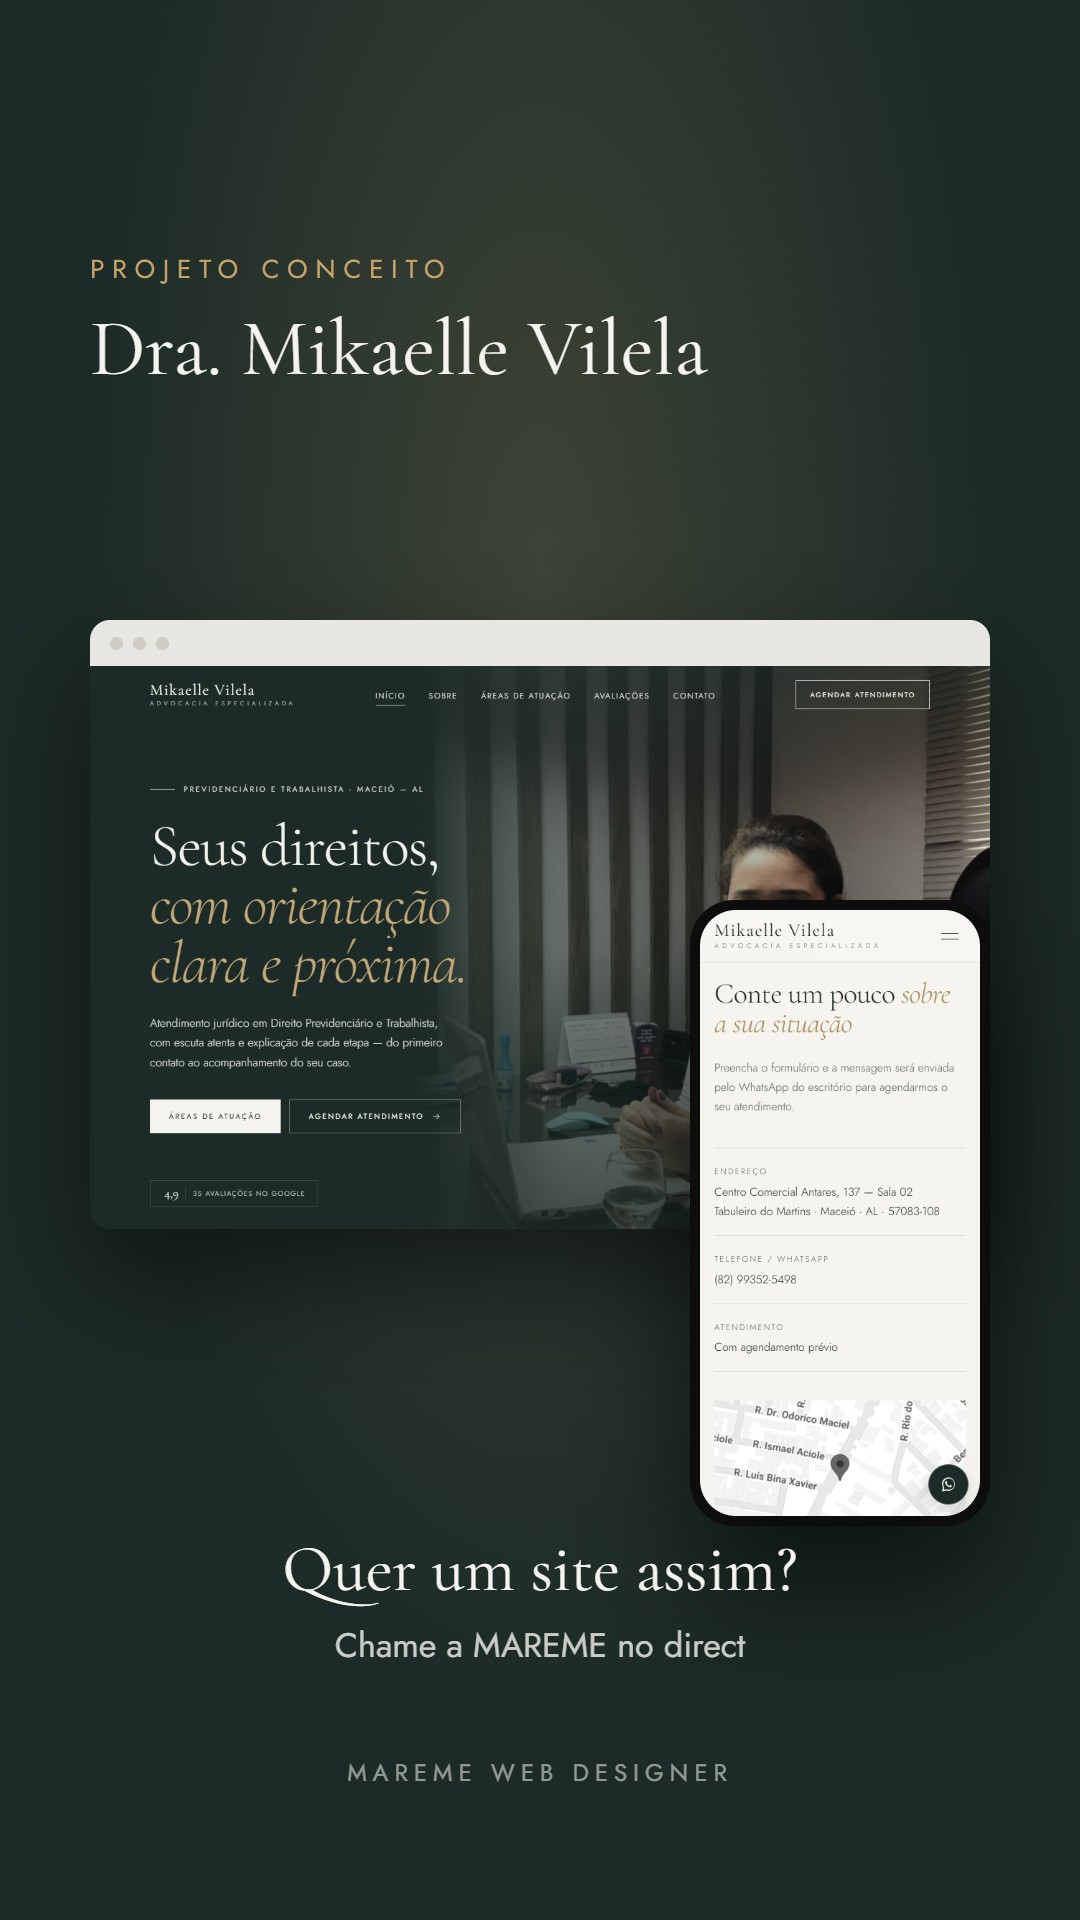 PROJETO CONCEITO
Dra. Mikaelle Vilela
Mikaelle Vilela
ADVOCACIA ESPECIALIZADA
INÍCIO SOBRE ÁREAS DE ATUAÇÃO AVALIAÇÕES CONTATO
AGENDAR ATENDIMENTO
PREVIDENCIÁRIO E TRABALHISTA · MACEIÓ — AL
Seus direitos,
com orientação
clara e próxima.
Atendimento jurídico em Direito Previdenciário e Trabalhista,
com escuta atenta e explicação de cada etapa — do primeiro
contato ao acompanhamento do seu caso.
ÁREAS DE ATUAÇÃO
AGENDAR ATENDIMENTO →
4,9 35 AVALIAÇÕES NO GOOGLE
Mikaelle Vilela
ADVOCACIA ESPECIALIZADA
Conte um pouco sobre
a sua situação
Preencha o formulário e a mensagem será enviada
pelo WhatsApp do escritório para agendarmos o
seu atendimento.
ENDEREÇO
Centro Comercial Antares, 137 — Sala 02
Tabuleiro do Martins · Maceió · AL · 57083-108
TELEFONE / WHATSAPP
(82) 99352-5498
ATENDIMENTO
Com agendamento prévio
R. Dr. Odorico Maciel
R. Ismael Aciole
R. Luís Bina Xavier
R. Rio do
Quer um site assim?
Chame a MAREME no direct
MAREME WEB DESIGNER